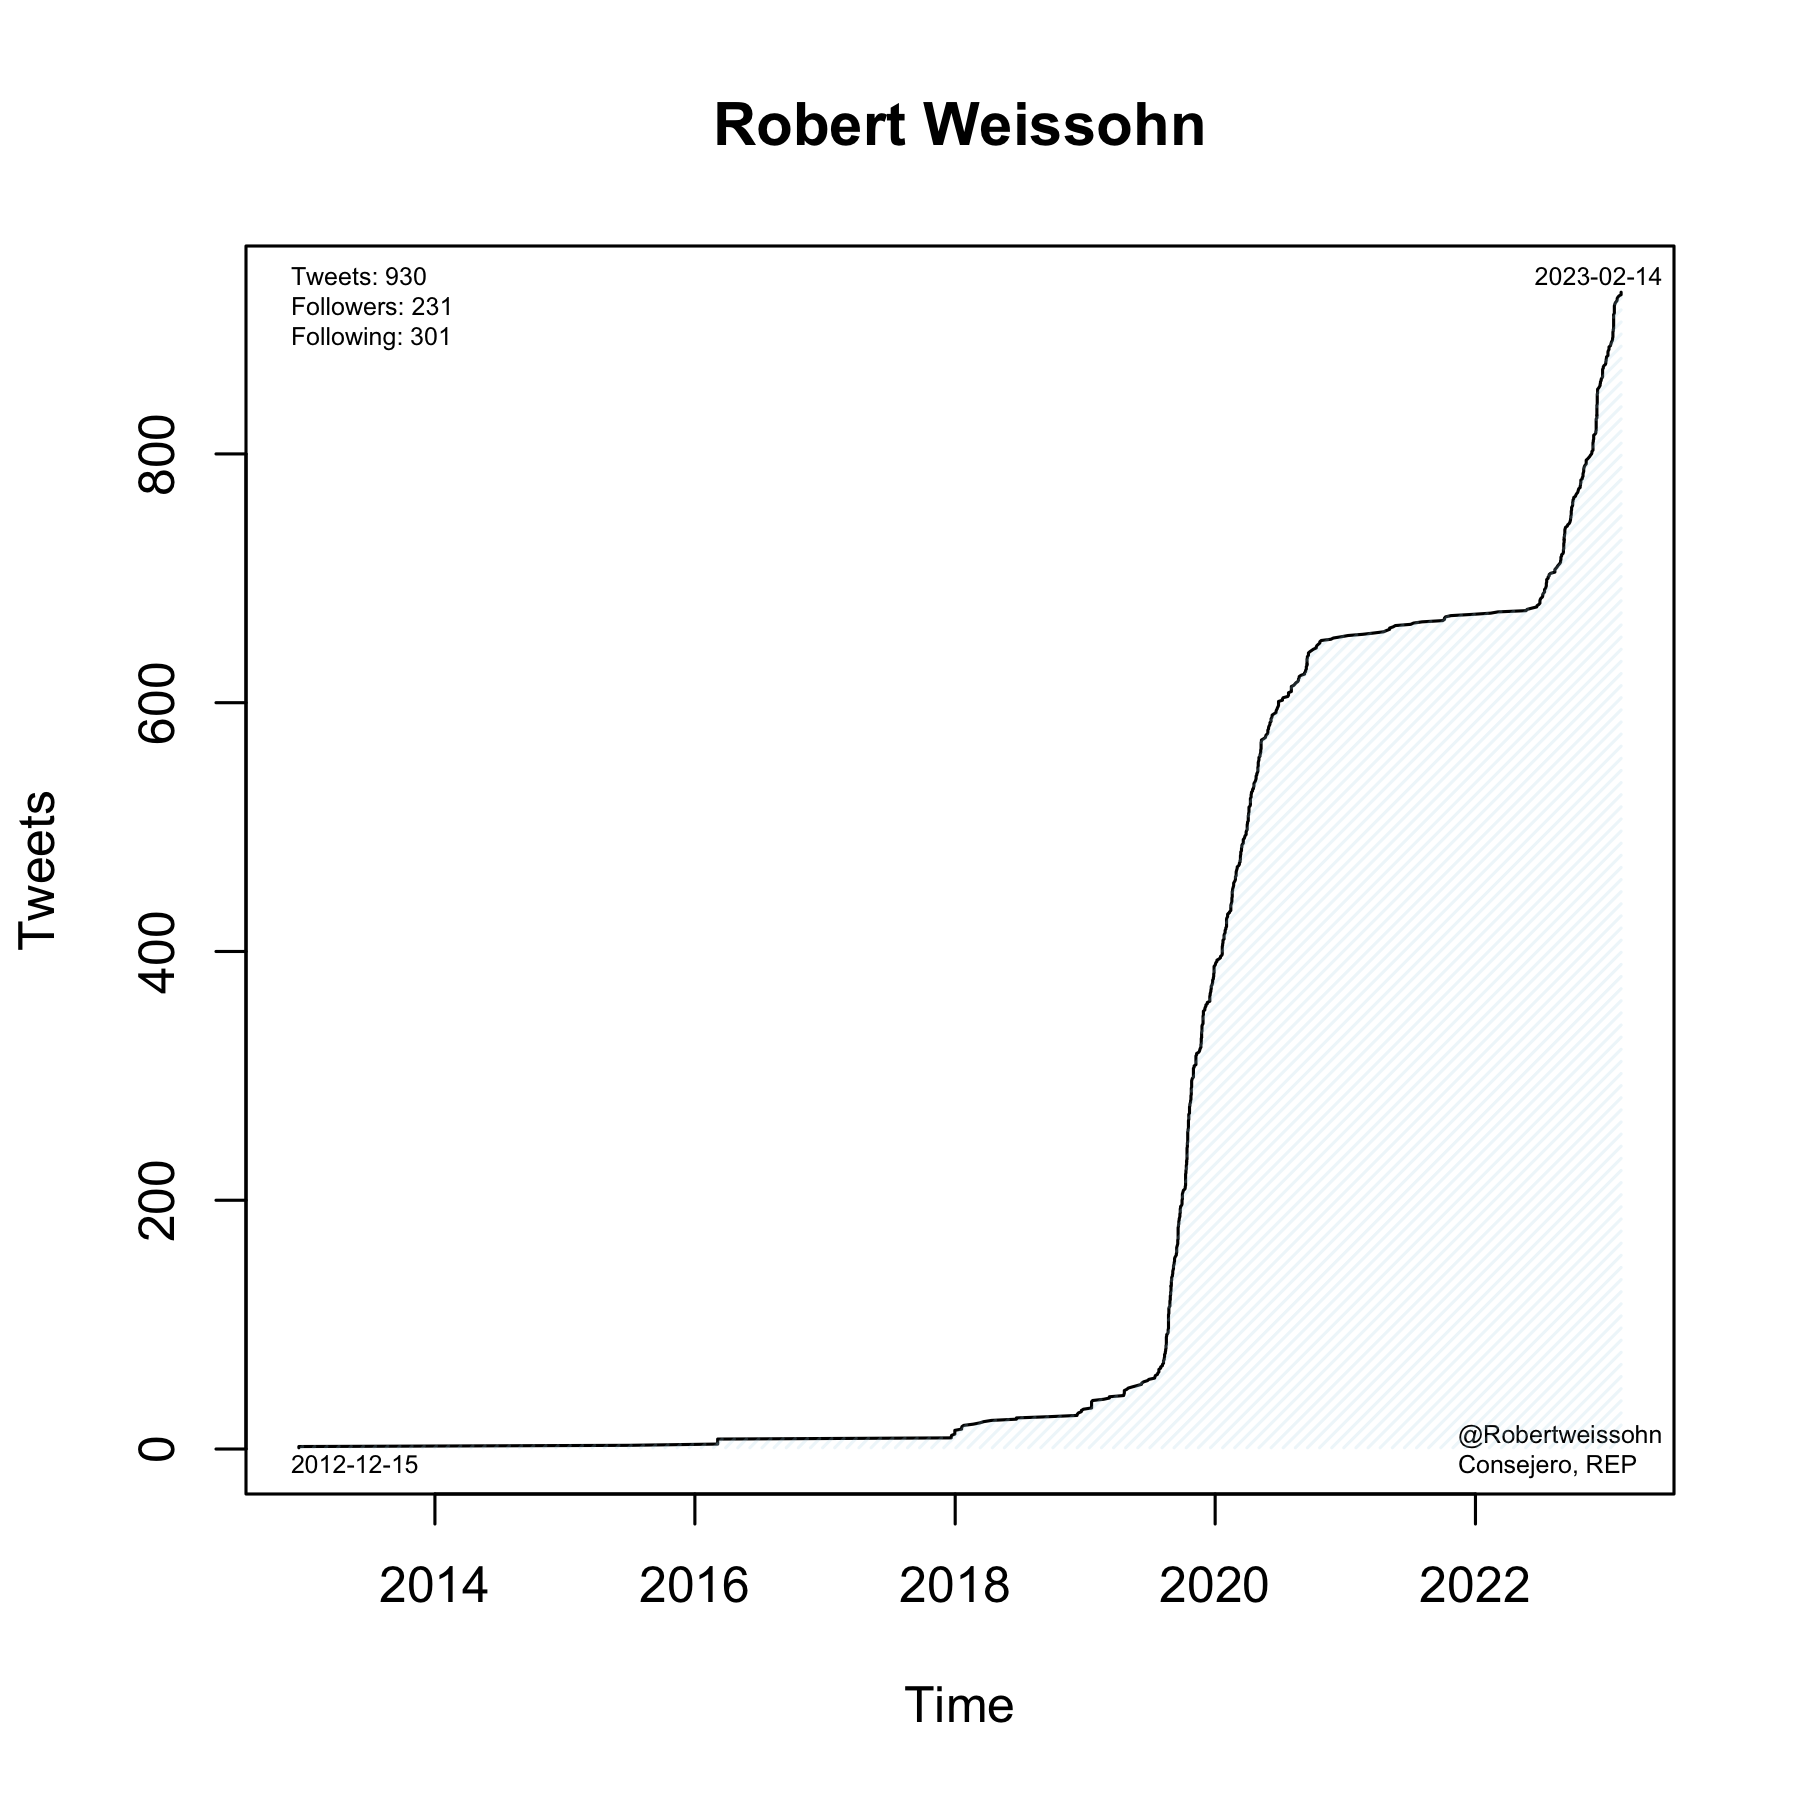 Robert Weissohn
Tweets: 930
Followers: 231
Following: 301
2023-02-14
800
600
400
200
0
Tweets
@Robertweissohn
Consejero, REP
2012-12-15
2014
2016
2018
2020
2022
Time